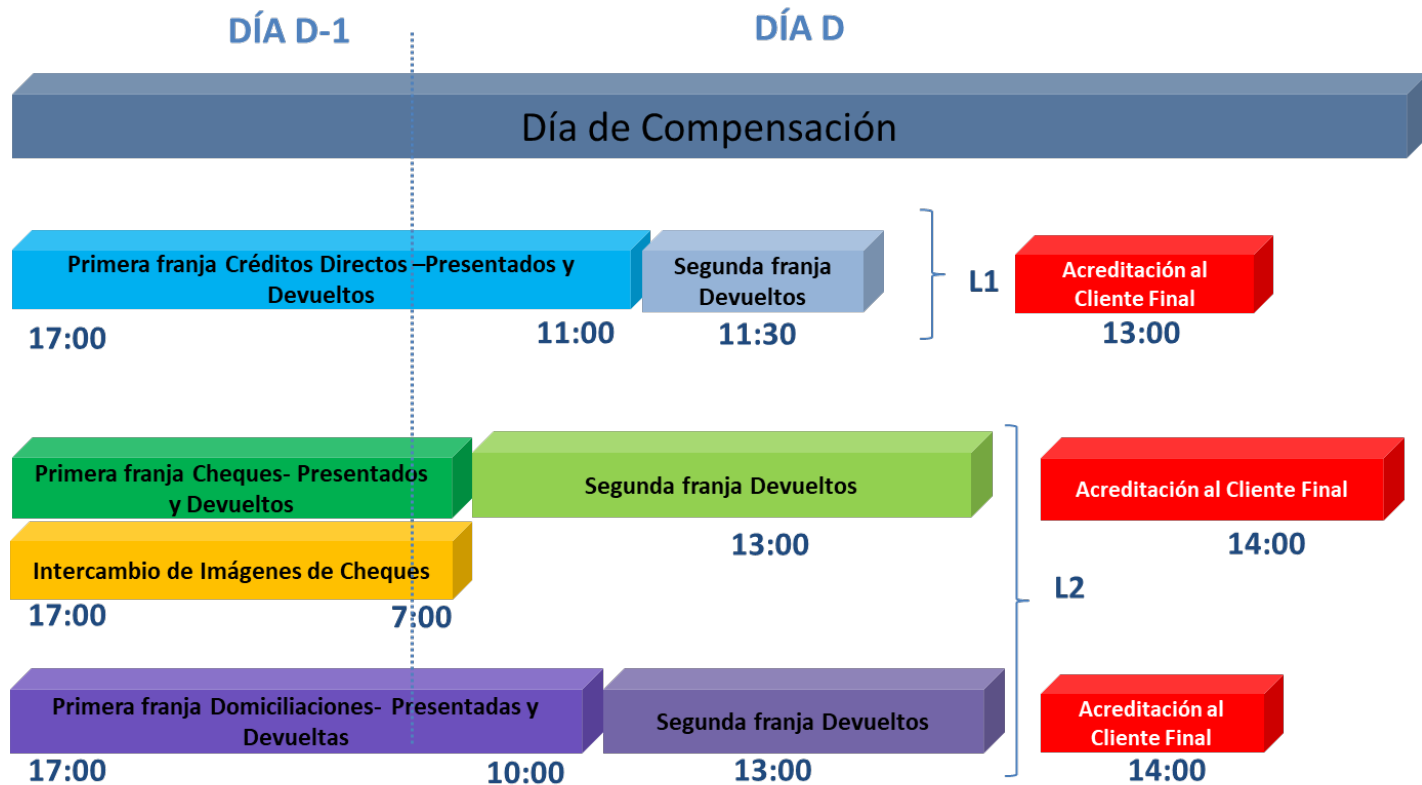 DÍA D-1
DÍA D
Día de Compensación
Primera franja Créditos Directos –Presentados y
Devueltos
Segunda franja
Devueltos
L1
Acreditación al
Cliente Final
17:00
11:00
11:30
13:00
Primera franja Cheques- Presentados
y Devueltos
Segunda franja Devueltos
Acreditación al Cliente Final
13:00
14:00
Intercambio de Imágenes de Cheques
17:00
7:00
L2
Primera franja Domiciliaciones- Presentadas y
Devueltas
Segunda franja Devueltos
Acreditación al
Cliente Final
17:00
10:00
13:00
14:00